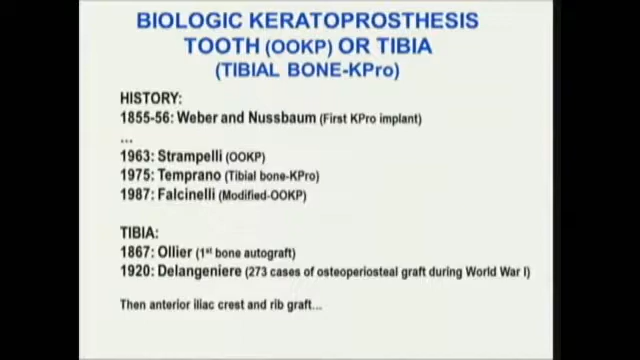 BIOLOGIC KERATOPROSTHESIS
TOOTH (OOKP) OR TIBIA
(TIBIAL BONE-KPro)
HISTORY:
1855-56: Weber and Nussbaum (First KPro implant)
...
1963: Strampelli (OOKP)
1975: Temprano (Tibial bone-KPro)
1987: Falcinelli (Modified-OOKP)
TIBIA:
1867: Ollier (1st bone autograft)
1920: Delangeniere (273 cases of osteoperiosteal graft during World War I)
Then anterior iliac crest and rib graft...